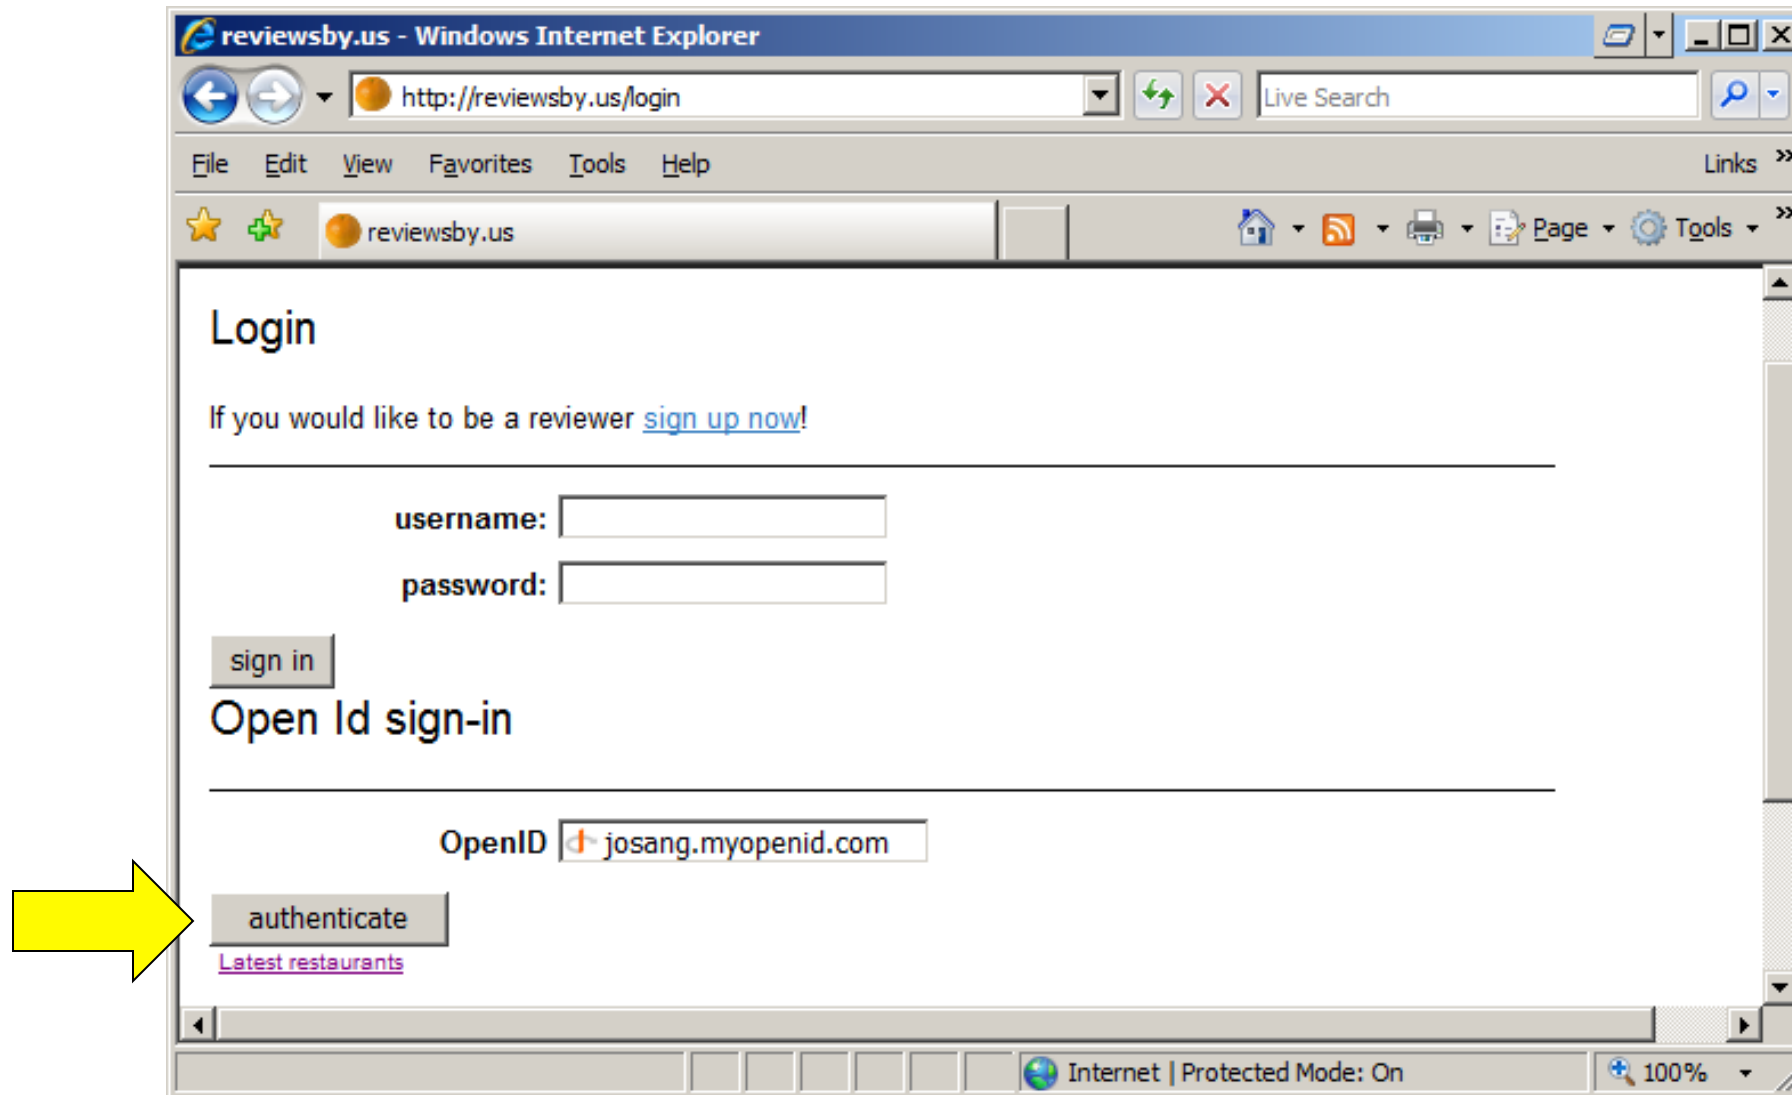 reviewsby.us - Windows Internet Explorer
http://reviewsby.us/login
Live Search
File Edit View Favorites Tools Help Links
reviewsby.us Page Tools
Login
If you would like to be a reviewer sign up now!
username:
password:
sign in
Open Id sign-in
OpenID josang.myopenid.com
authenticate
Latest restaurants
Internet | Protected Mode: On 100%